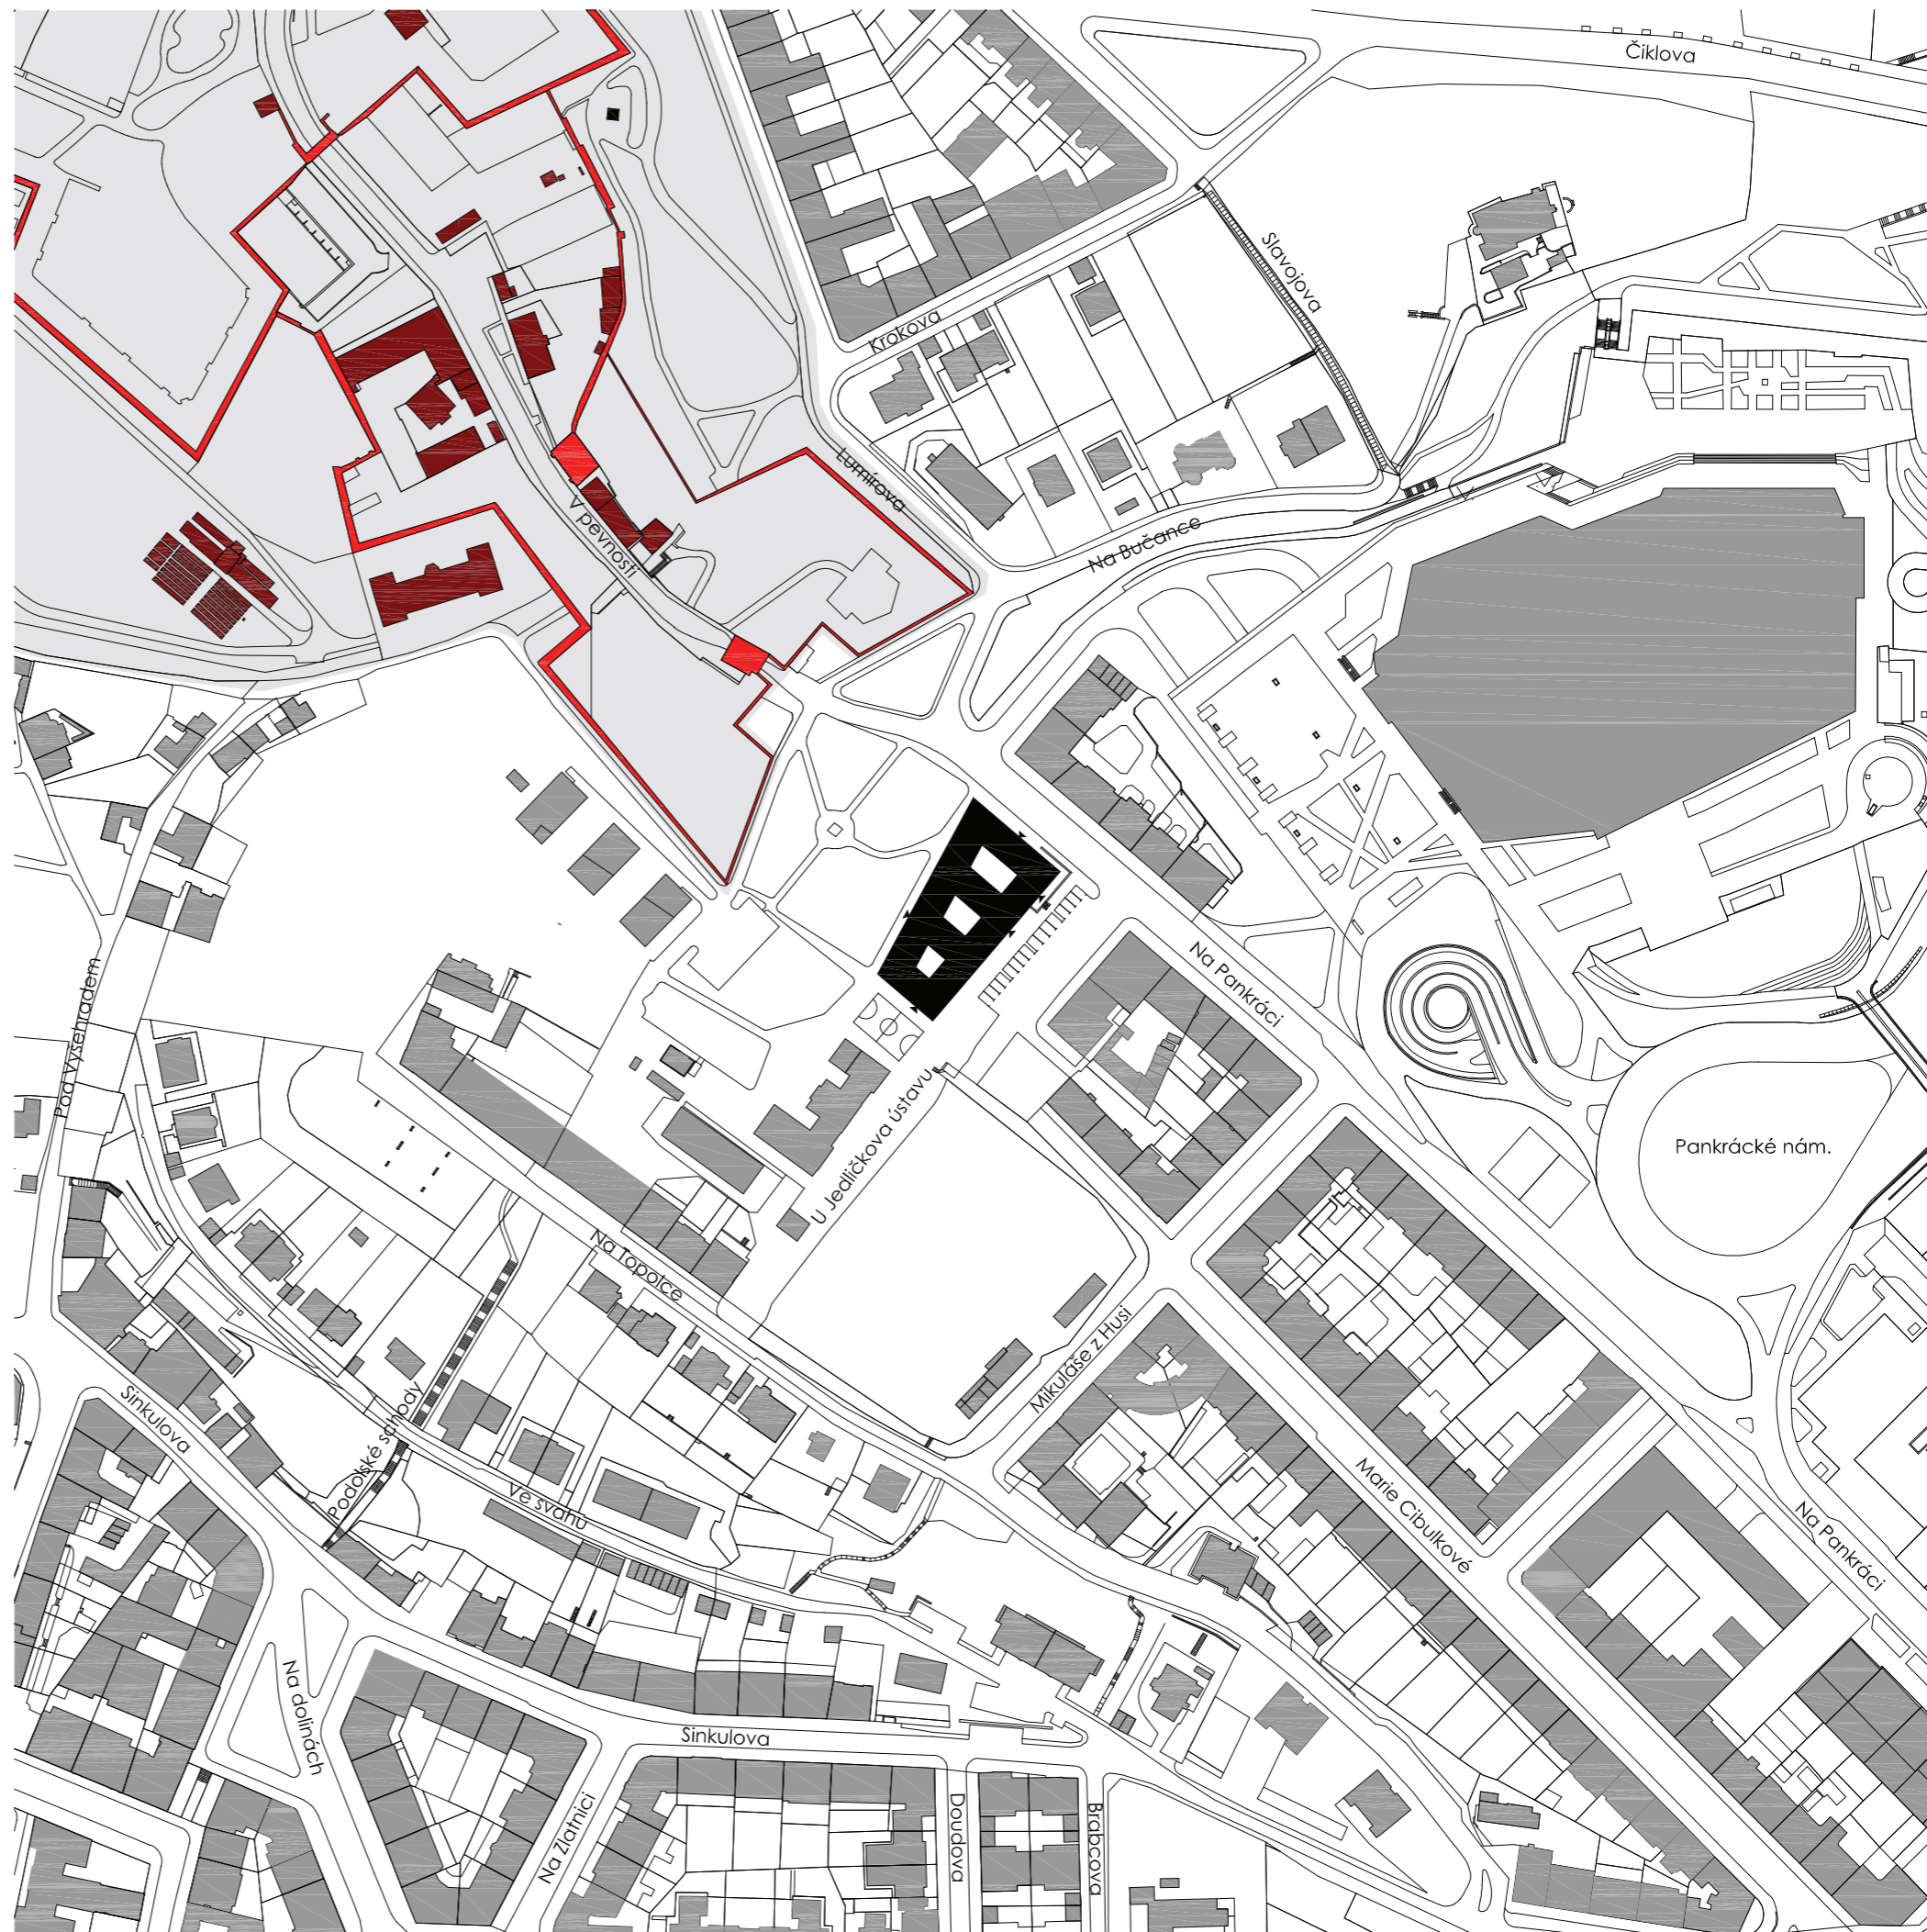 Čiklova
Slavojova
Krokova
Lumírova
V pevnosti
Na Bučance
Na Pankráci
Pod Vyšehradem
U Jedličkova ústavu
Pankrácké nám.
Na Topolce
Mikuláše z Husi
Sinkulova
Podolské schody
Ve svahu
Marie Cibulkové
Na Pankráci
Na dolinách
Sinkulova
Na Zlatnici
Doudova
Brabcova